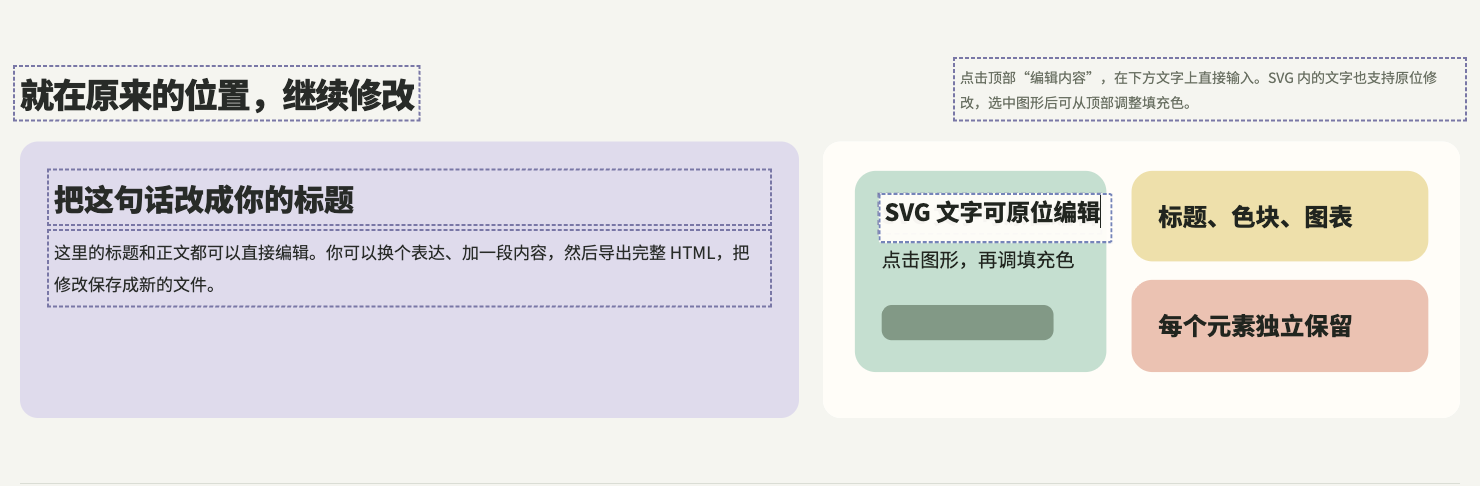 就在原来的位置，继续修改
点击顶部“编辑内容”，在下方文字上直接输入。SVG 内的文字也支持原位修
改，选中图形后可从顶部调整填充色。
把这句话改成你的标题
这里的标题和正文都可以直接编辑。你可以换个表达、加一段内容，然后导出完整 HTML，把
修改保存成新的文件。
SVG 文字可原位编辑
点击图形，再调填充色
标题、色块、图表
每个元素独立保留